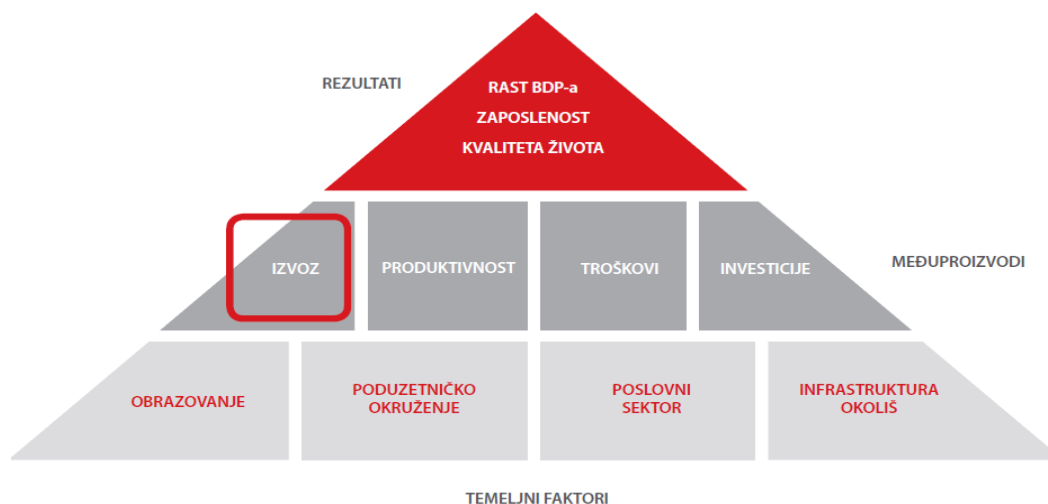 REZULTATI
RAST BDP-a
ZAPOSLENOST
KVALITETA ŽIVOTA
IZVOZ
PRODUKTIVNOST
TROŠKOVI
INVESTICIJE
MEĐUPROIZVODI
OBRAZOVANJE
PODUZETNIČKO
OKRUŽENJE
POSLOVNI
SEKTOR
INFRASTRUKTURA
OKOLIŠ
TEMELJNI FAKTORI